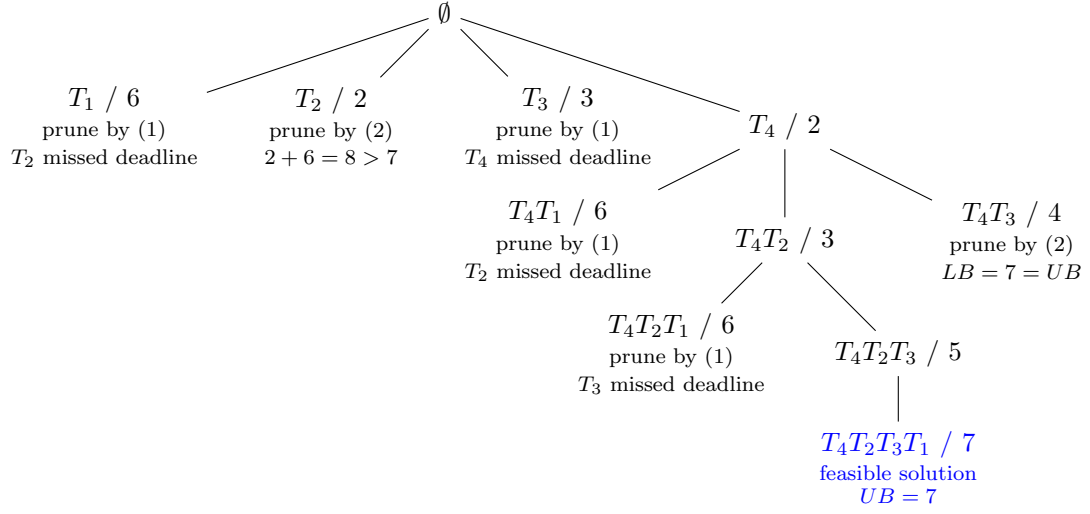 ∅
T₁ / 6
prune by (1)
T₂ missed deadline
T₂ / 2
prune by (2)
2 + 6 = 8 > 7
T₃ / 3
prune by (1)
T₄ missed deadline
T₄ / 2
T₄T₁ / 6
prune by (1)
T₂ missed deadline
T₄T₂ / 3
T₄T₃ / 4
prune by (2)
LB = 7 = UB
T₄T₂T₁ / 6
prune by (1)
T₃ missed deadline
T₄T₂T₃ / 5
T₄T₂T₃T₁ / 7
feasible solution
UB = 7